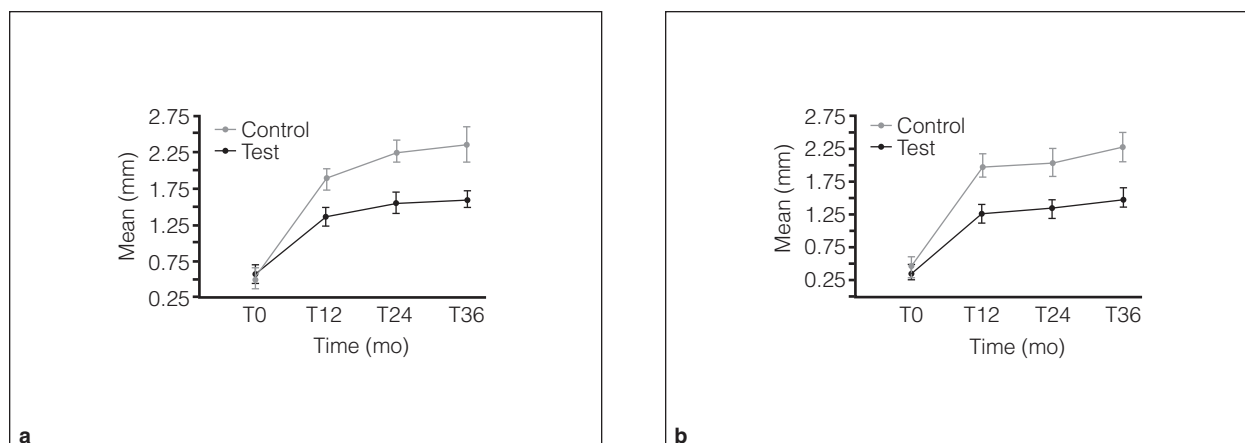 2.75
2.25
1.75
1.25
0.75
0.25
Mean (mm)
Control
Test
T0 T12 T24 T36
Time (mo)
a
2.75
2.25
1.75
1.25
0.75
0.25
Mean (mm)
Control
Test
T0 T12 T24 T36
Time (mo)
b